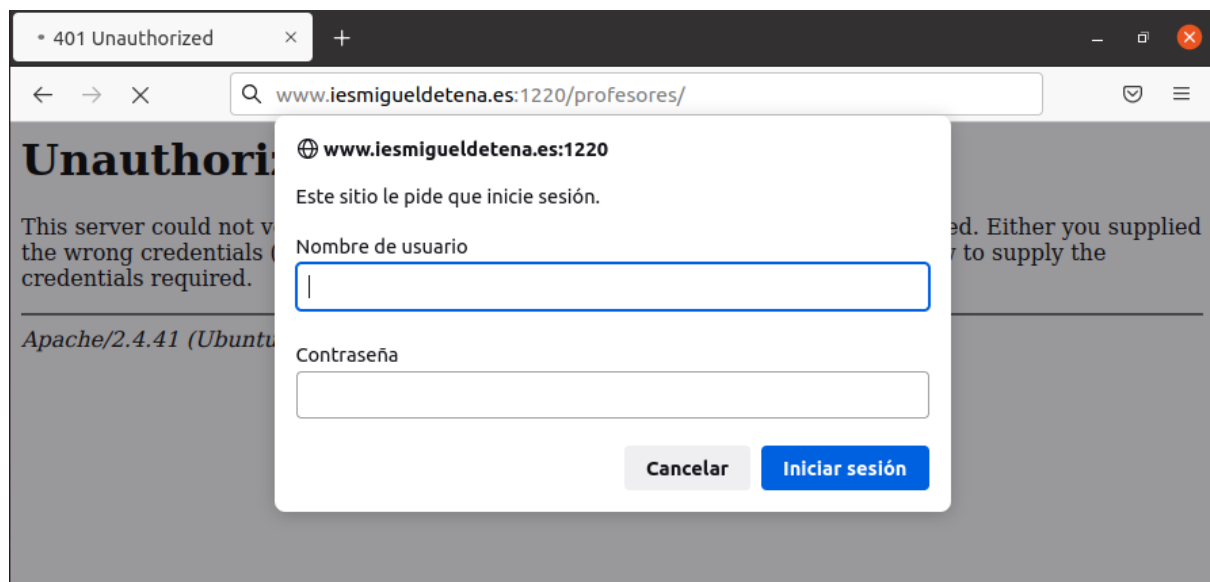 401 Unauthorized
www.iesmigueldetena.es:1220/profesores/
Unauthori
www.iesmigueldetena.es:1220
Este sitio le pide que inicie sesión.
This server could not v ed. Either you supplied
Nombre de usuario
the wrong credentials ( to supply the
credentials required.
Apache/2.4.41 (Ubuntu
Contraseña
Cancelar Iniciar sesión